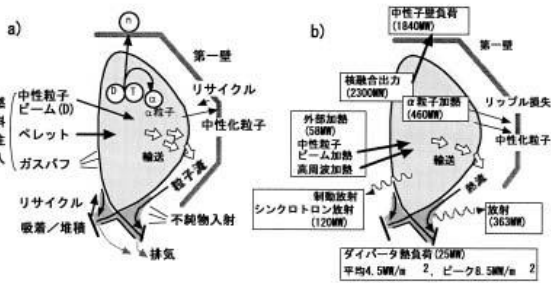 a)
n
第一壁
リサイクル
D
T
α
α粒子
中性粒子
ビーム(D)
中性化粒子
ペレット
輸送
ガスパフ
粒子流
リサイクル
不純物入射
吸着/堆積
排気
b)
中性子壁負荷
(1840MW)
第一壁
核融合出力
(2300MW)
リップル損失
α粒子加熱
(460MW)
外部加熱
(58MW)
中性粒子
ビーム加熱
高周波加熱
中性化粒子
輸送
熱流
制動放射
シンクロトロン放射
(120MW)
放射
(363MW)
ダイバータ熱負荷(25MW)
平均4.5MW/m 2、ピーク8.5MW/m 2